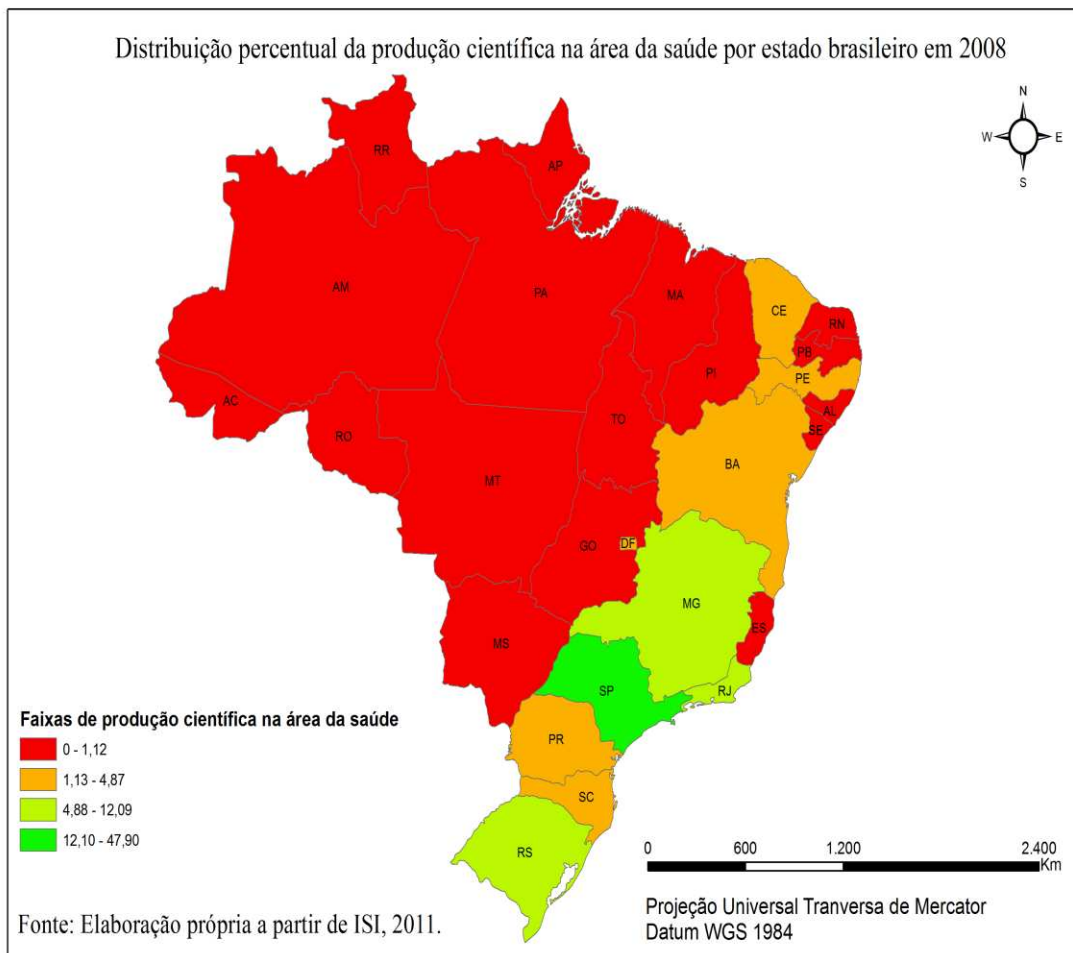 Distribuição percentual da produção científica na área da saúde por estado brasileiro em 2008
N
W
E
S
RR
AP
AM
PA
MA
CE
RN
PB
PI
PE
AC
TO
AL
SE
RO
BA
MT
GO
DF
MG
ES
MS
SP
RJ
PR
SC
RS
Faixas de produção científica na área da saúde
0 - 1,12
1,13 - 4,87
4,88 - 12,09
12,10 - 47,90
0 600 1.200 2.400
Km
Fonte: Elaboração própria a partir de ISI, 2011.
Projeção Universal Tranversa de Mercator
Datum WGS 1984